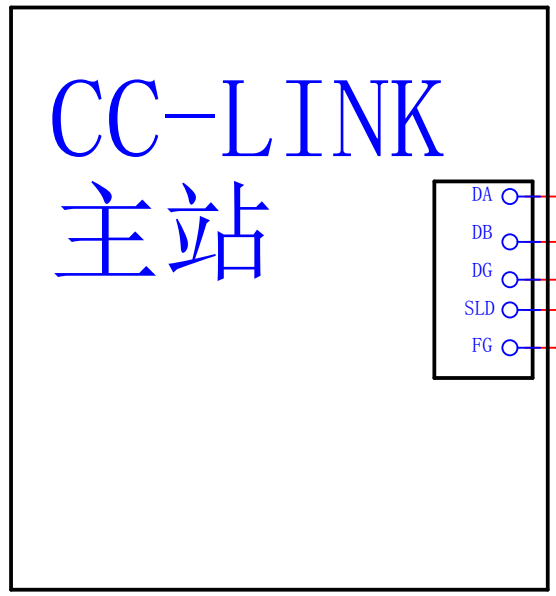 CC-LINK
主站
DA
DB
DG
SLD
FG